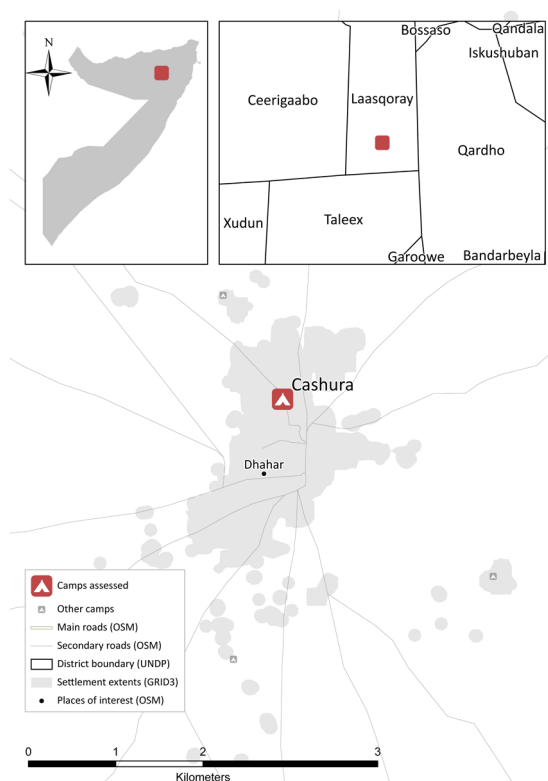 N
Bossaso
Qandala
Iskushuban
Ceerigaabo
Laasqoray
Qardho
Xudun
Taleex
Garoowe
Bandarbeyla
Cashura
Dhahar
Camps assessed
Other camps
Main roads (OSM)
Secondary roads (OSM)
District boundary (UNDP)
Settlement extents (GRID3)
Places of interest (OSM)
0 1 2 3
Kilometers